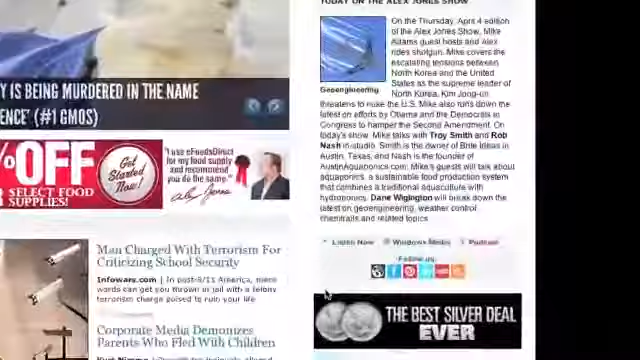 TODAY ON THE ALEX JONES SHOW
On the Thursday, April 4 edition
of the Alex Jones Show, Mike
Adams guest hosts and Alex
rides shotgun. Mike covers the
escalating tensions between
North Korea and the United
States as the supreme leader of
Geoengineering
North Korea, Kim Jong-un
threatens to nuke the U.S. Mike also runs down the
latest on efforts by Obama and the Democrats in
Congress to hamper the Second Amendment. On
today's show, Mike talks with Troy Smith and Rob
Nash in-studio. Smith is the owner of Brite Ideas in
Austin, Texas, and Nash is the founder of
AustinAquaponics.com. Mike's guests will talk about
aquaponics, a sustainable food production system
that combines a traditional aquaculture with
hydroponics. Dane Wigington will break down the
latest on geoengineering, weather control
chemtrails and related topics
Listen Now
Windows Media
Podcast
Follow us:
THE BEST SILVER DEAL
EVER
Y IS BEING MURDERED IN THE NAME
ENCE' (#1 GMOS)
%OFF
SELECT FOOD
SUPPLIES!
Get
Started
Now!
I use eFoodsDirect
for my food supply
and recommend
you do the same."
Alex Jones
Man Charged With Terrorism For
Criticizing School Security
Infowars.com | In post-9/11 America, mere
words can get you thrown in jail with a felony
terrorism charge poised to ruin your life
Corporate Media Demonizes
Parents Who Fled With Children